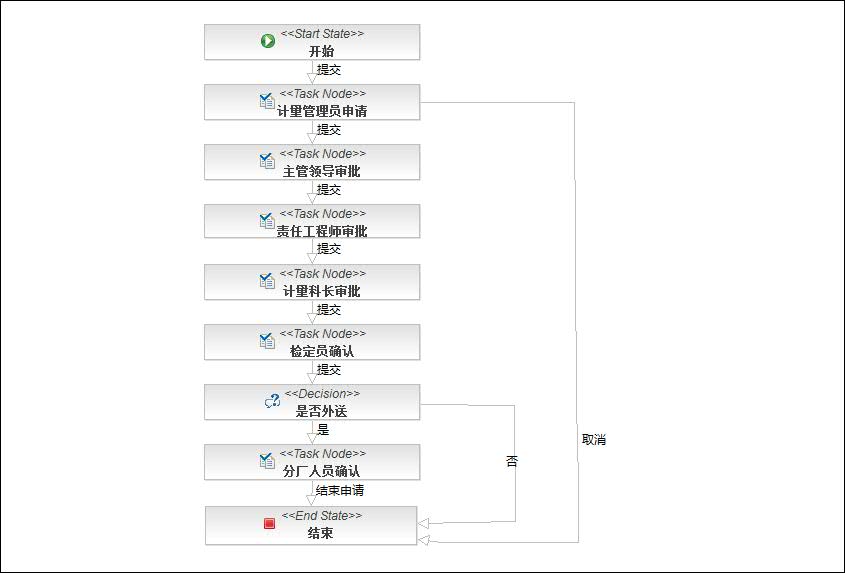 <<Start State>>
开始
提交
<<Task Node>>
计量管理员申请
提交
<<Task Node>>
主管领导审批
提交
<<Task Node>>
责任工程师审批
提交
<<Task Node>>
计量科长审批
提交
<<Task Node>>
检定员确认
提交
<<Decision>>
是否外送
是
取消
<<Task Node>>
分厂人员确认
否
结束申请
<<End State>>
结束